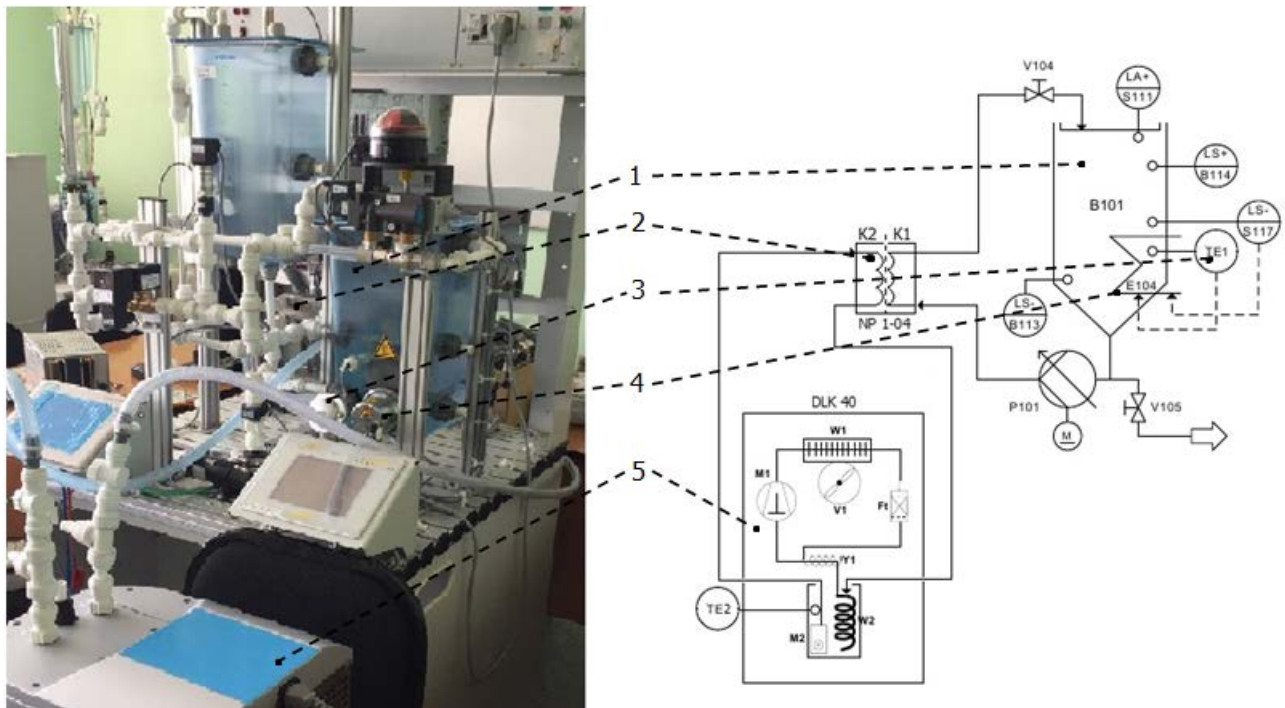 V104
LA+
S111
LS+
B114
1
B101
LS-
S117
2
K2 K1
TE1
3
E104
LS-
B113
NP 1-04
4
P101
V105
M
DLK 40
W1
5
M1
V1
Ft
Y1
TE2
M2
W2